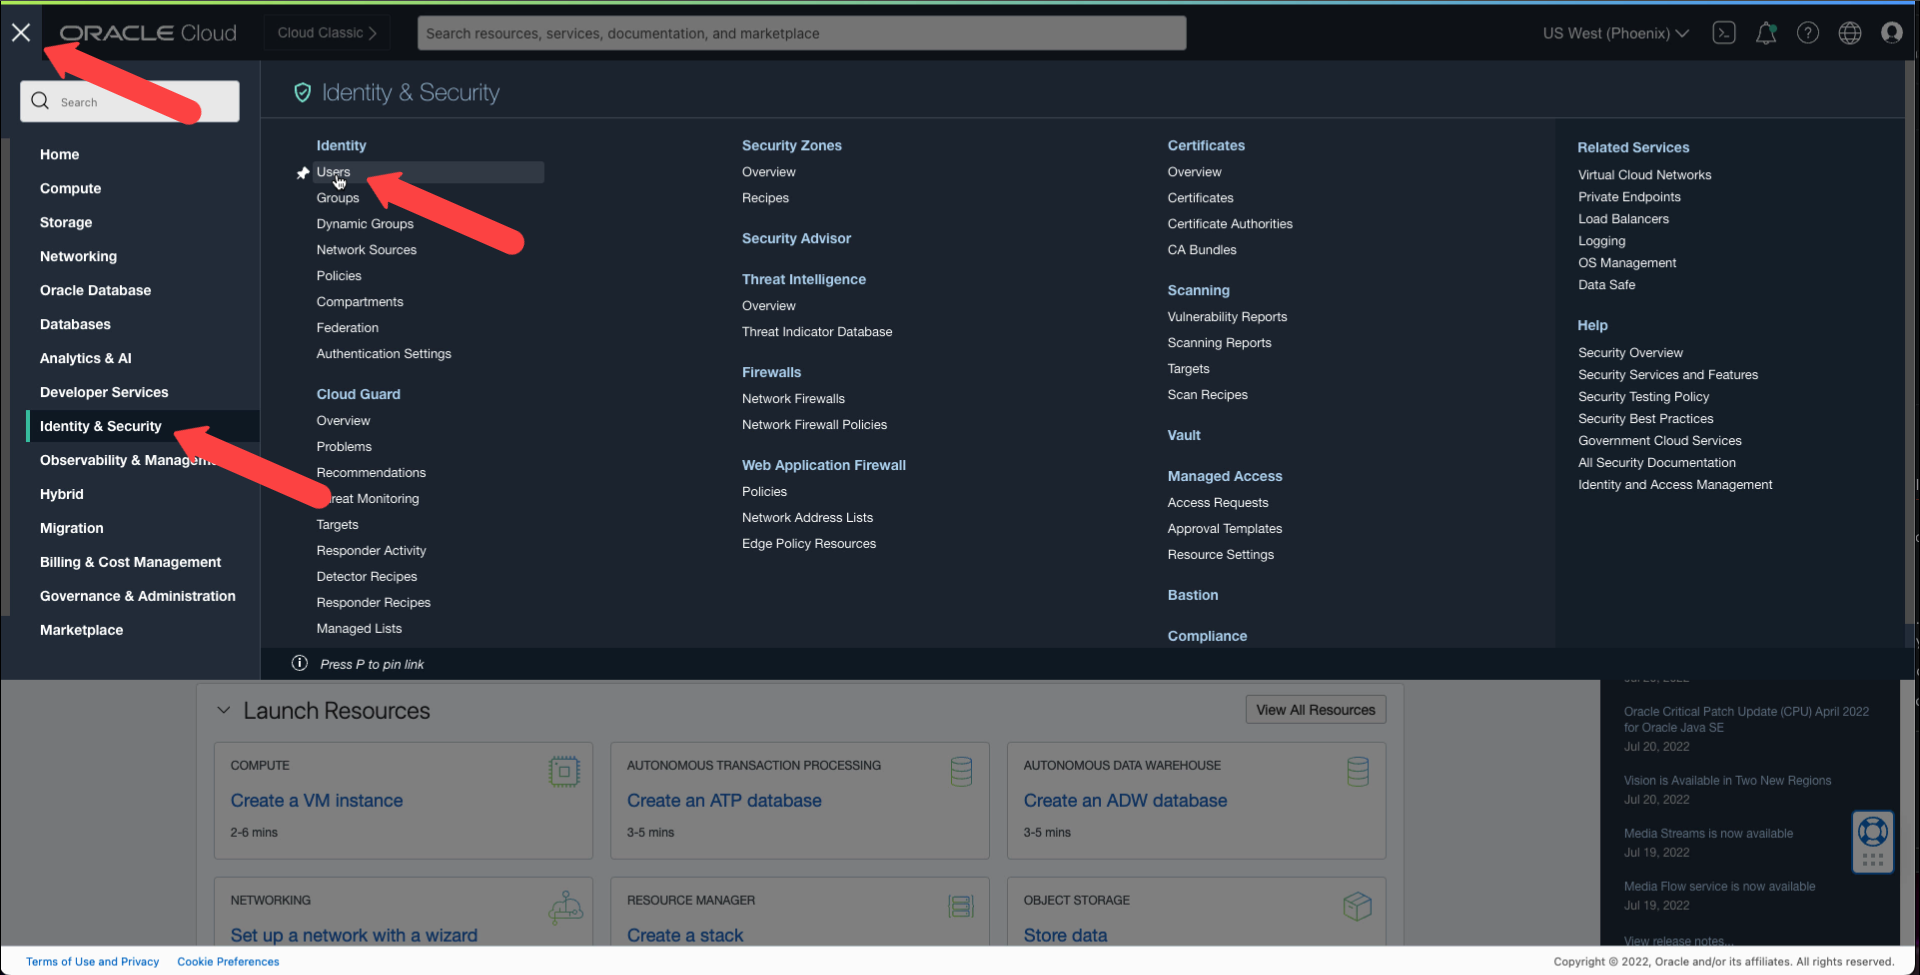 ORACLE Cloud
Cloud Classic
Search resources, services, documentation, and marketplace
US West (Phoenix)
Search
Home
Compute
Storage
Networking
Oracle Database
Databases
Analytics & AI
Developer Services
Identity & Security
Observability &
Hybrid
Migration
Billing & Cost Management
Governance & Administration
Marketplace
Identity & Security
Identity
Users
Groups
Dynamic Groups
Network Sources
Policies
Compartments
Federation
Authentication Settings
Cloud Guard
Overview
Problems
Recommendations
Monitoring
Targets
Responder Activity
Detector Recipes
Responder Recipes
Managed Lists
Security Zones
Overview
Recipes
Security Advisor
Threat Intelligence
Overview
Threat Indicator Database
Firewalls
Network Firewalls
Network Firewall Policies
Web Application Firewall
Policies
Network Address Lists
Edge Policy Resources
Certificates
Overview
Certificates
Certificate Authorities
CA Bundles
Scanning
Vulnerability Reports
Scanning Reports
Targets
Scan Recipes
Vault
Managed Access
Access Requests
Approval Templates
Resource Settings
Bastion
Compliance
Related Services
Virtual Cloud Networks
Private Endpoints
Load Balancers
Logging
OS Management
Data Safe
Help
Security Overview
Security Services and Features
Security Testing Policy
Security Best Practices
Government Cloud Services
All Security Documentation
Identity and Access Management
Press P to pin link
Launch Resources
View All Resources
COMPUTE
Create a VM instance
2-6 mins
AUTONOMOUS TRANSACTION PROCESSING
Create an ATP database
3-5 mins
AUTONOMOUS DATA WAREHOUSE
Create an ADW database
3-5 mins
NETWORKING
Set up a network with a wizard
RESOURCE MANAGER
Create a stack
OBJECT STORAGE
Store data
Oracle Critical Patch Update (CPU) April 2022
for Oracle Java SE
Jul 20, 2022
Vision is Available in Two New Regions
Jul 20, 2022
Media Streams is now available
Jul 19, 2022
Media Flow service is now available
Jul 19, 2022
View release notes...
Terms of Use and Privacy
Cookie Preferences
Copyright © 2022, Oracle and/or its affiliates. All rights reserved.